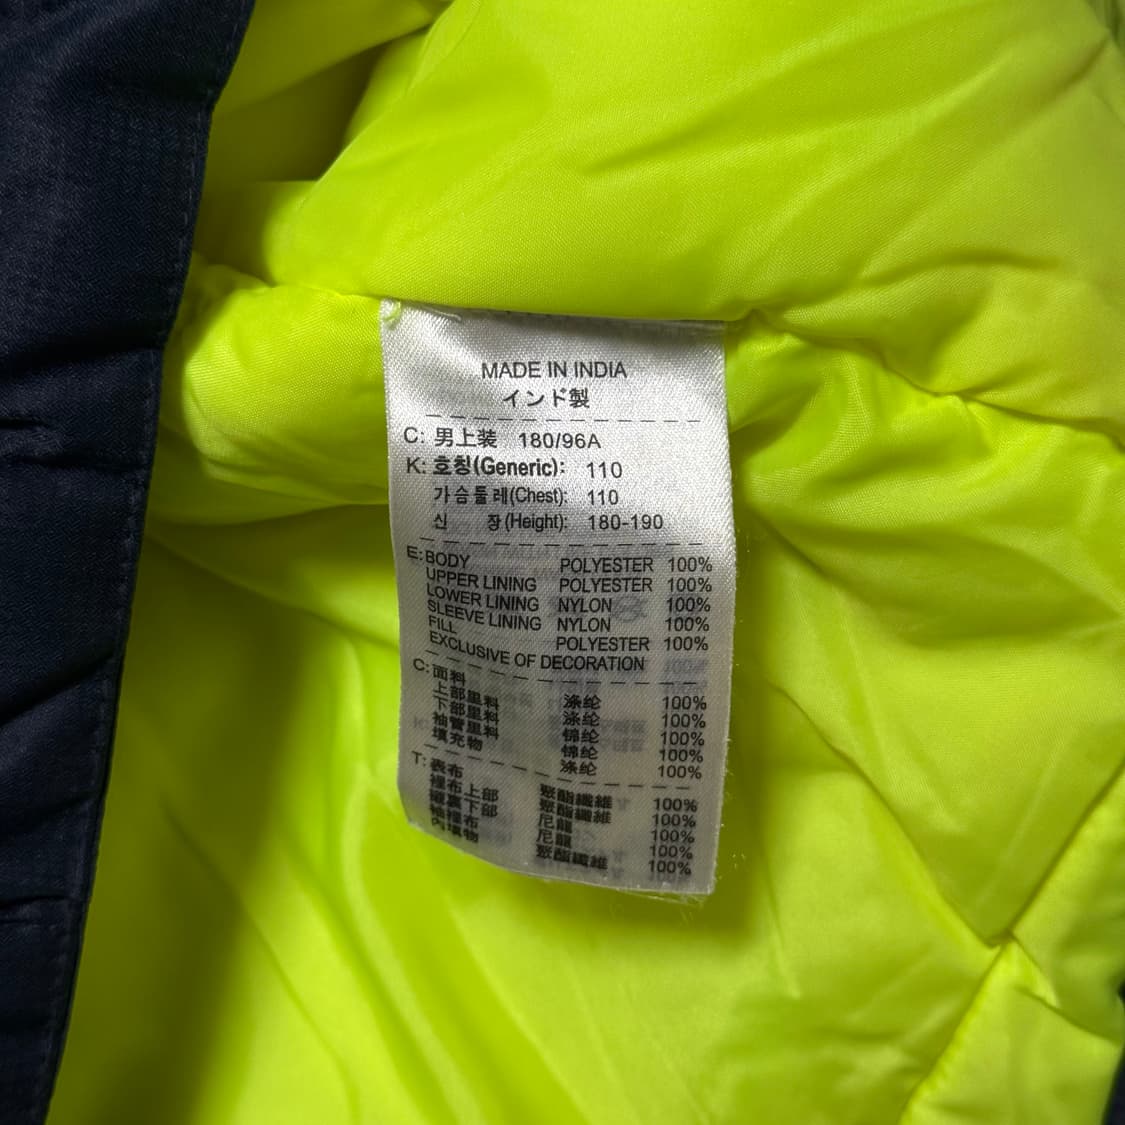 MADE IN INDIA
インド製
C: 男上装 180/96A
K: 호칭(Generic): 110
가슴둘레(Chest): 110
신 장(Height): 180-190
E: BODY POLYESTER 100%
UPPER LINING POLYESTER 100%
LOWER LINING NYLON 100%
SLEEVE LINING NYLON 100%
FILL POLYESTER 100%
EXCLUSIVE OF DECORATION
C: 面料 涤纶 100%
上部里料 涤纶 100%
下部里料 锦纶 100%
袖管里料 锦纶 100%
填充物 涤纶 100%
T: 表布 聚酯纖維 100%
裡布上部 聚酯纖維 100%
下部 尼龍 100%
袖裡布 尼龍 100%
內填物 聚酯纖維 100%